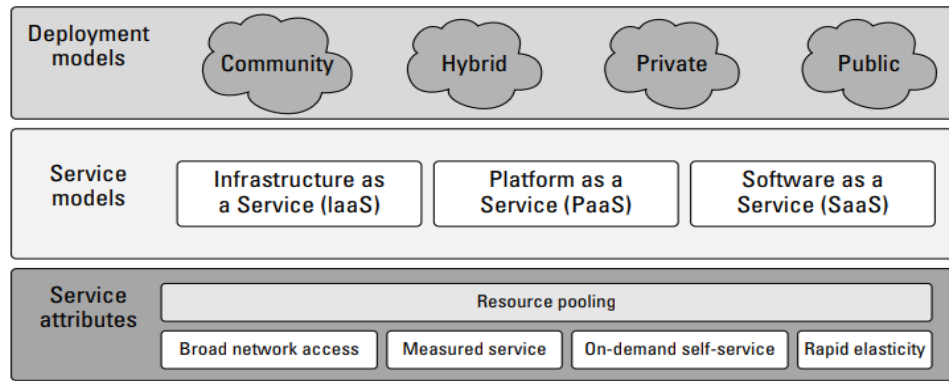 Deployment
models
Community
Hybrid
Private
Public
Service
models
Infrastructure as
a Service (IaaS)
Platform as a
Service (PaaS)
Software as a
Service (SaaS)
Service
attributes
Resource pooling
Broad network access
Measured service
On-demand self-service
Rapid elasticity